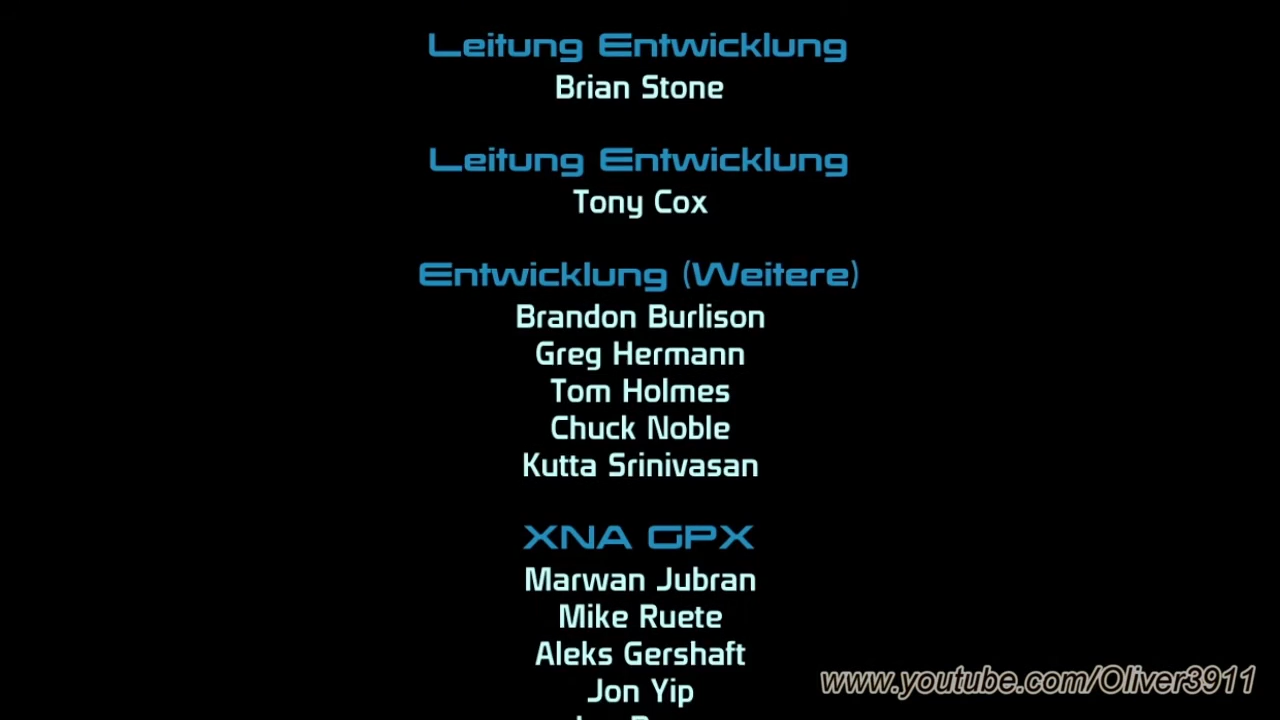 Leitung Entwicklung
Brian Stone
Leitung Entwicklung
Tony Cox
Entwicklung (Weitere)
Brandon Burlison
Greg Hermann
Tom Holmes
Chuck Noble
Kutta Srinivasan
XNA GPX
Marwan Jubran
Mike Ruete
Aleks Gershaft
Jon Yip
www.youtube.com/Oliver3911